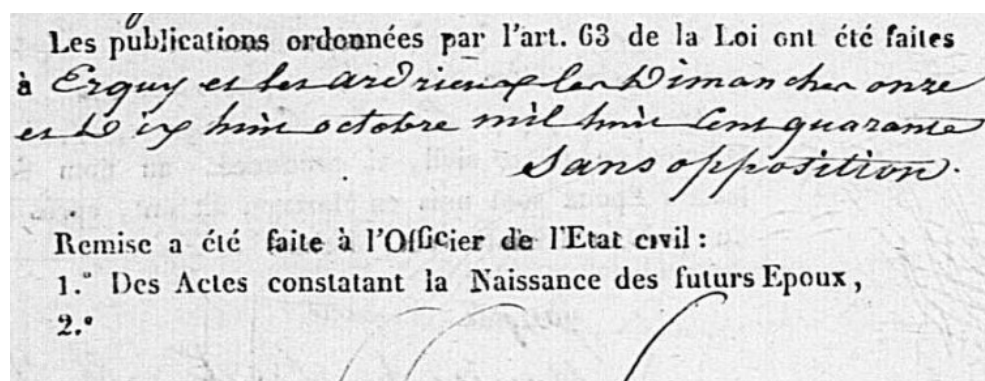 Les publications ordonnées par l'art. 63 de la Loi ont été faites
à Erquy et Lezardrieux les Dimanches onze
et Dix huit octobre mil huit Cent quarante
Sans opposition.
Remise a été faite à l'Officier de l'Etat civil :
1.º Des Actes constatant la Naissance des futurs Epoux,
2.º